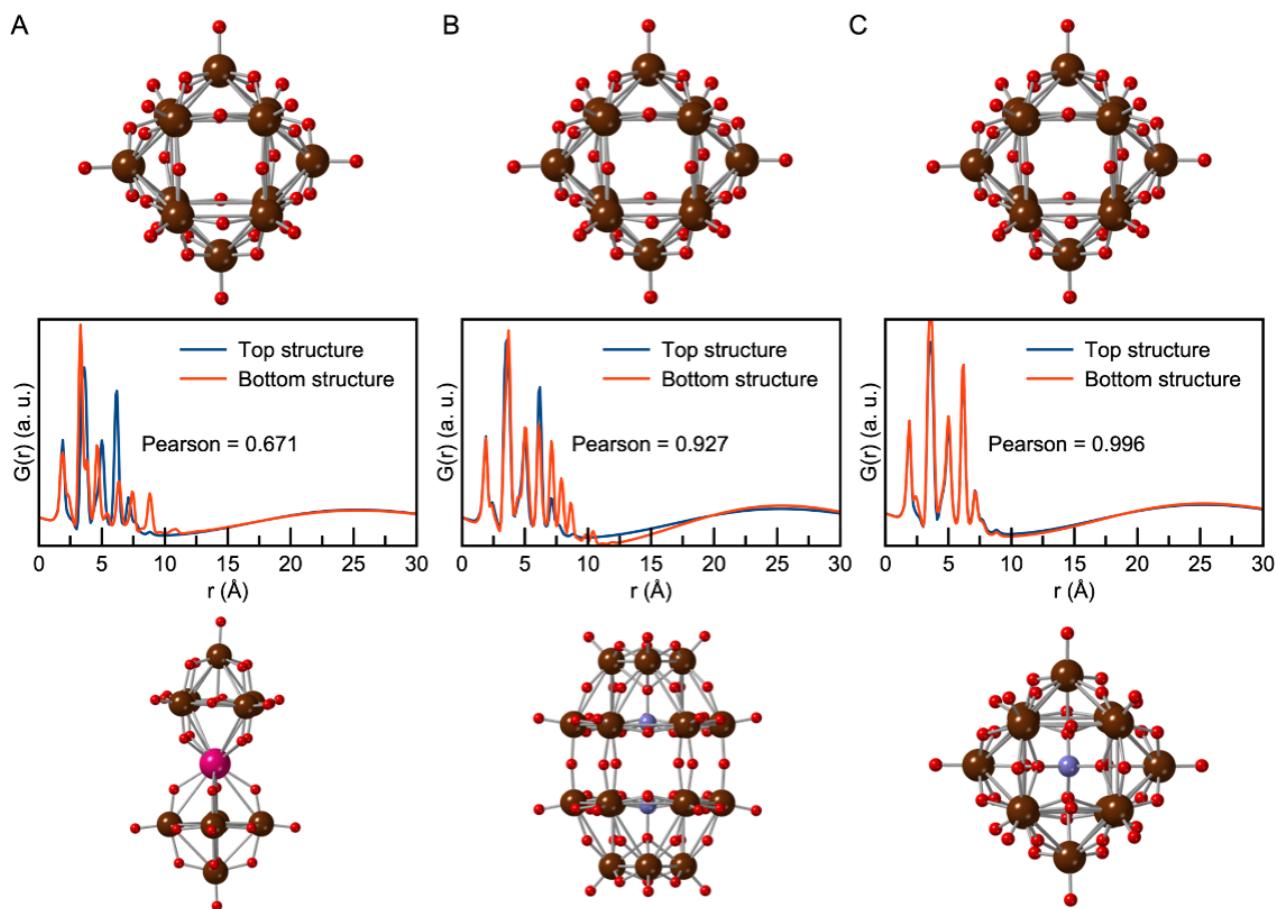 A
B
C
G(r) (a. u.)
Top structure
Bottom structure
Pearson = 0.671
0 5 10 15 20 25 30
r (Å)
G(r) (a. u.)
Top structure
Bottom structure
Pearson = 0.927
0 5 10 15 20 25 30
r (Å)
G(r) (a. u.)
Top structure
Bottom structure
Pearson = 0.996
0 5 10 15 20 25 30
r (Å)